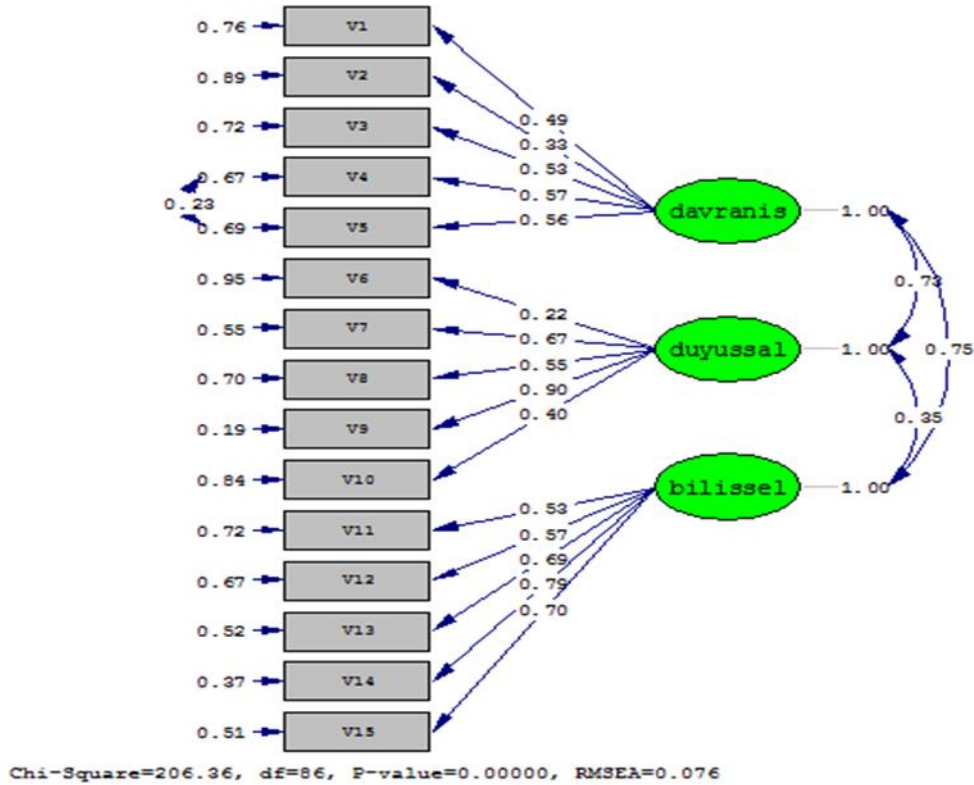 0.76 V1
0.89 V2
0.49
0.72 V3
0.33
0.53
0.67 V4
0.57
0.23
davranis 1.00
0.69 V5
0.56
0.95 V6
0.73
0.22
0.55 V7
0.67
duyussal 1.00 0.75
0.55
0.70 V8
0.90
0.40
0.35
0.19 V9
0.84 V10
bilissel 1.00
0.53
0.72 V11
0.57
0.69
0.67 V12
0.79
0.70
0.52 V13
0.37 V14
0.51 V15
Chi-Square=206.36, df=86, P-value=0.00000, RMSEA=0.076